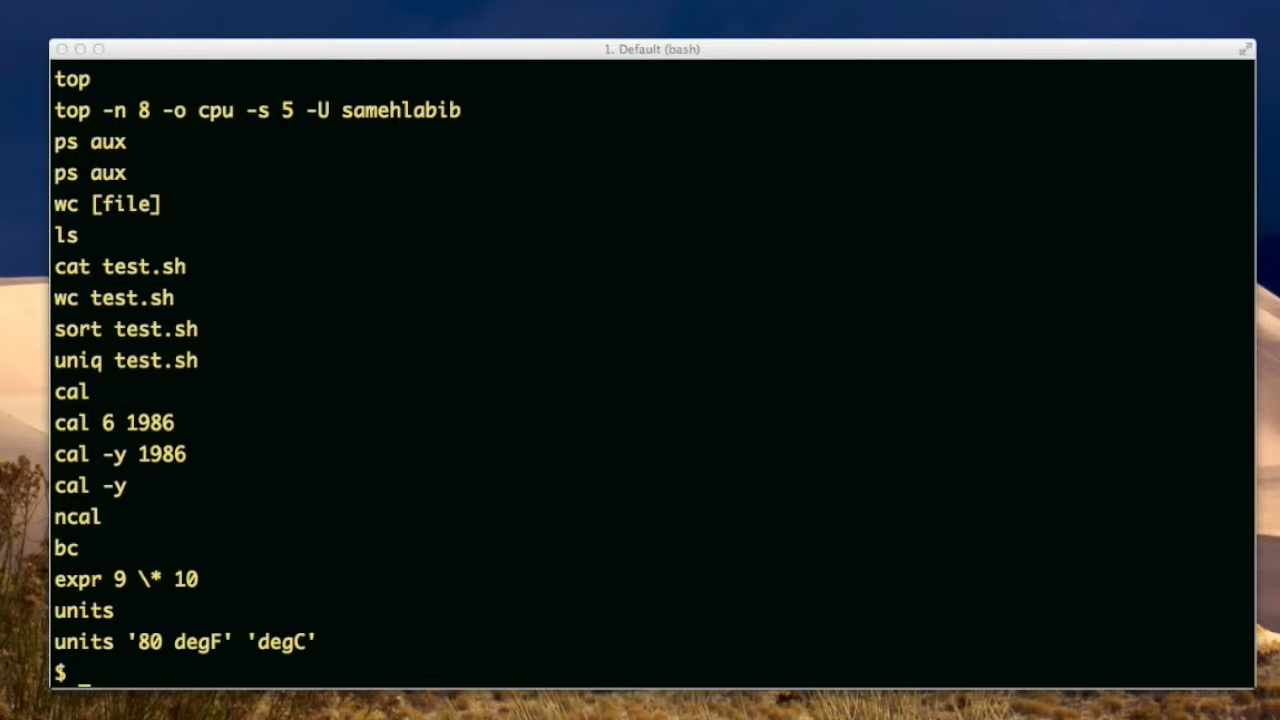 1. Default (bash)
top
top -n 8 -o cpu -s 5 -U samehlabib
ps aux
ps aux
wc [file]
ls
cat test.sh
wc test.sh
sort test.sh
uniq test.sh
cal
cal 6 1986
cal -y 1986
cal -y
ncal
bc
expr 9 \* 10
units
units '80 degF' 'degC'
$ _